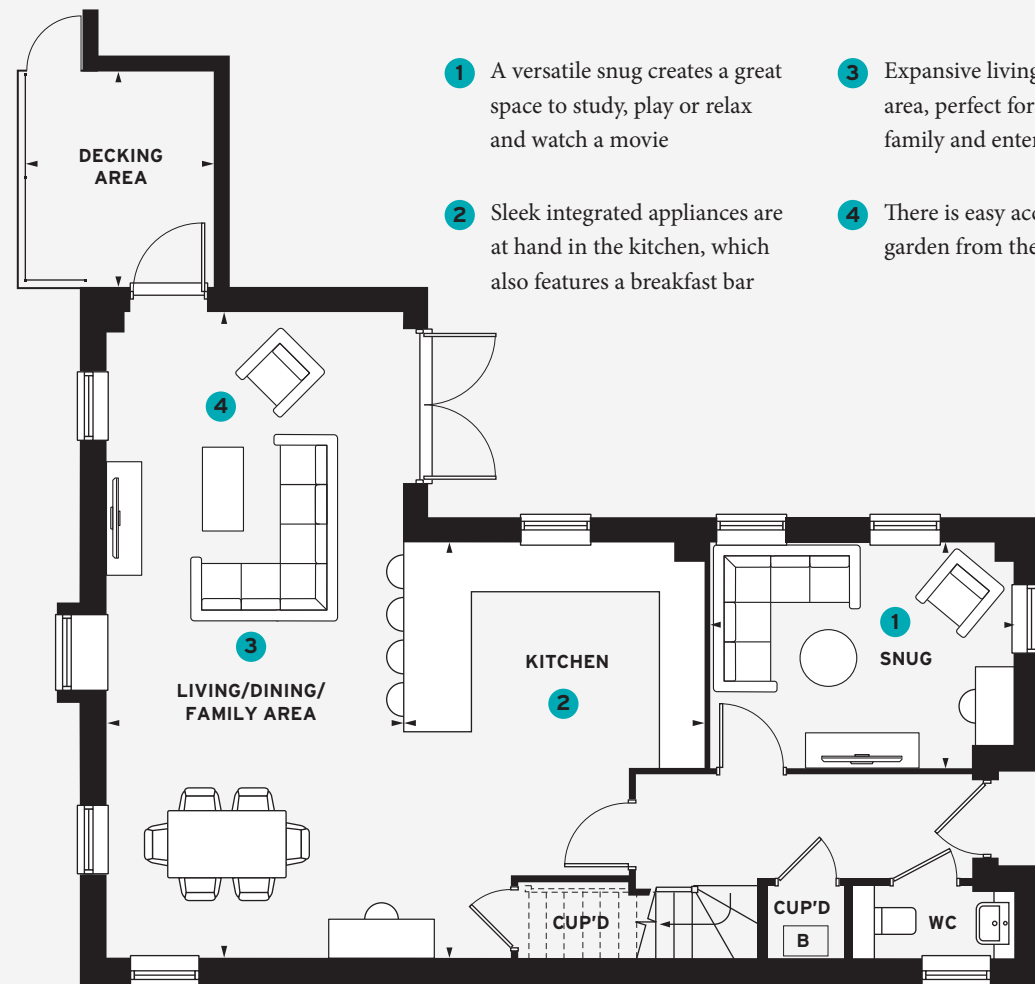 1 A versatile snug creates a great
space to study, play or relax
and watch a movie
2 Sleek integrated appliances are
at hand in the kitchen, which
also features a breakfast bar
3 Expansive living
area, perfect for
family and
4 There is easy
garden from the
DECKING
AREA
4
3
LIVING/DINING/
FAMILY AREA
KITCHEN
2
1
SNUG
CUP'D
CUP'D
B
WC